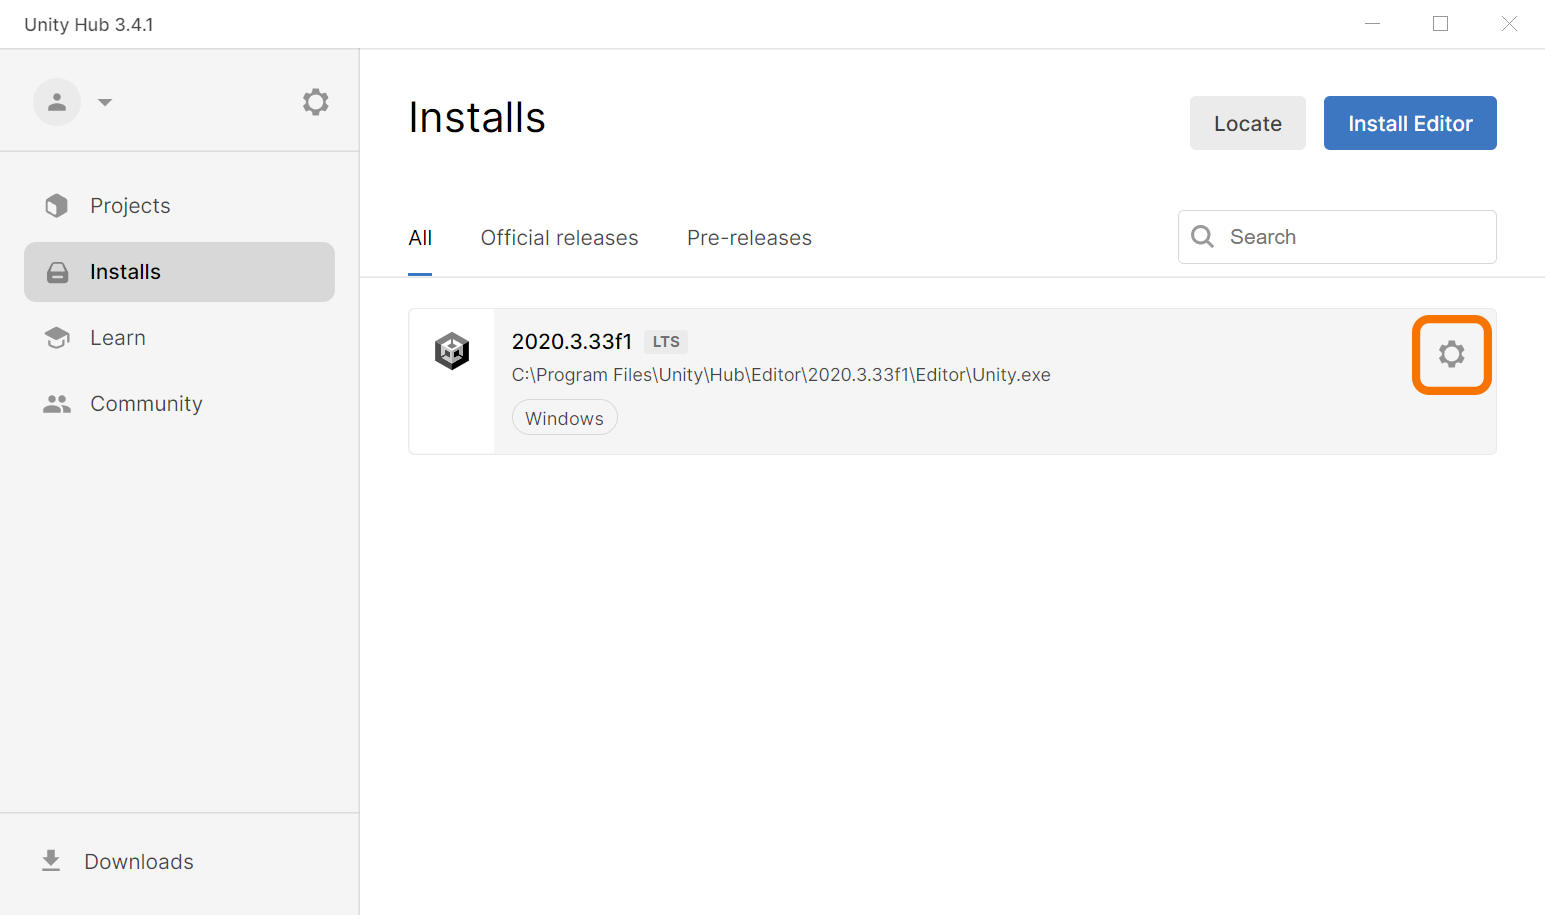 Unity Hub 3.4.1
Installs
Locate
Install Editor
Projects
Installs
Learn
Community
All
Official releases
Pre-releases
Search
2020.3.33f1 LTS
C:\Program Files\Unity\Hub\Editor\2020.3.33f1\Editor\Unity.exe
Windows
Downloads